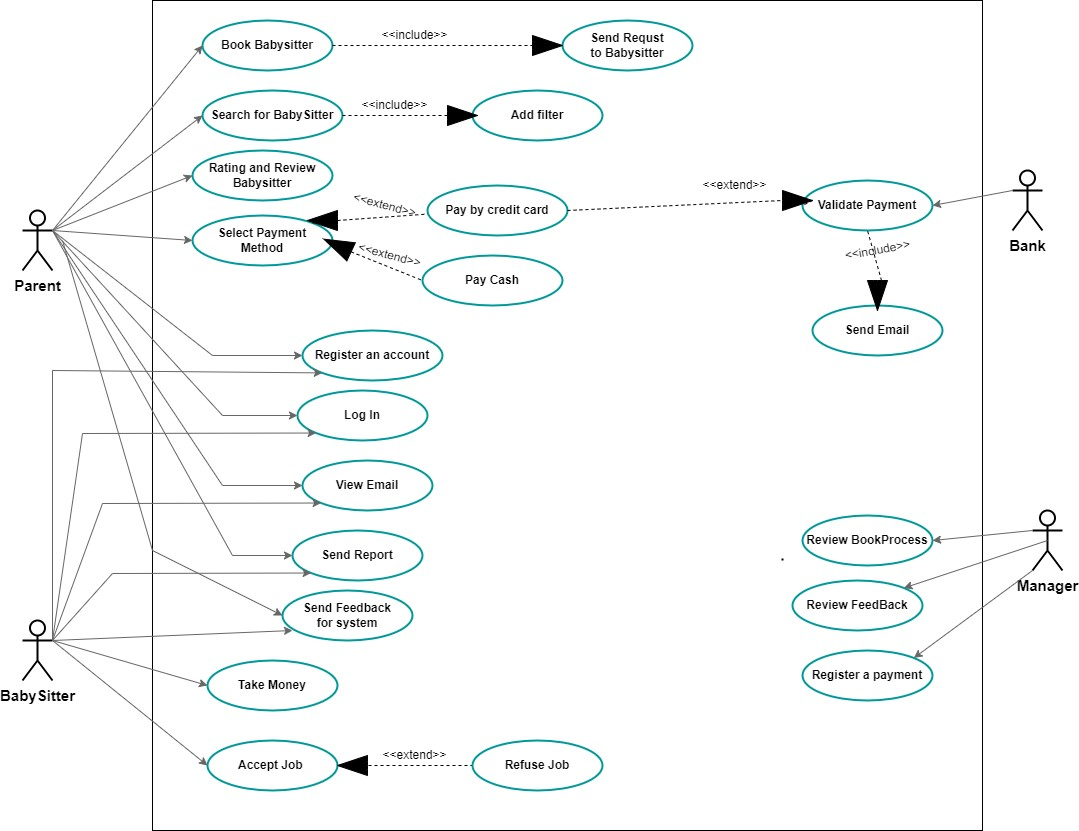 Book Babysitter
<<include>>
Send Requst
to Babysitter
Search for BabySitter
<<include>>
Add filter
Rating and Review
Babysitter
<<extend>>
Pay by credit card
<<extend>>
Validate Payment
Bank
Select Payment
Method
<<extend>>
Pay Cash
<<include>>
Parent
Send Email
Register an account
Log In
View Email
Send Report
Review BookProcess
.
Manager
Review FeedBack
Send Feedback
for system
Register a payment
BabySitter
Take Money
Accept Job
<<extend>>
Refuse Job